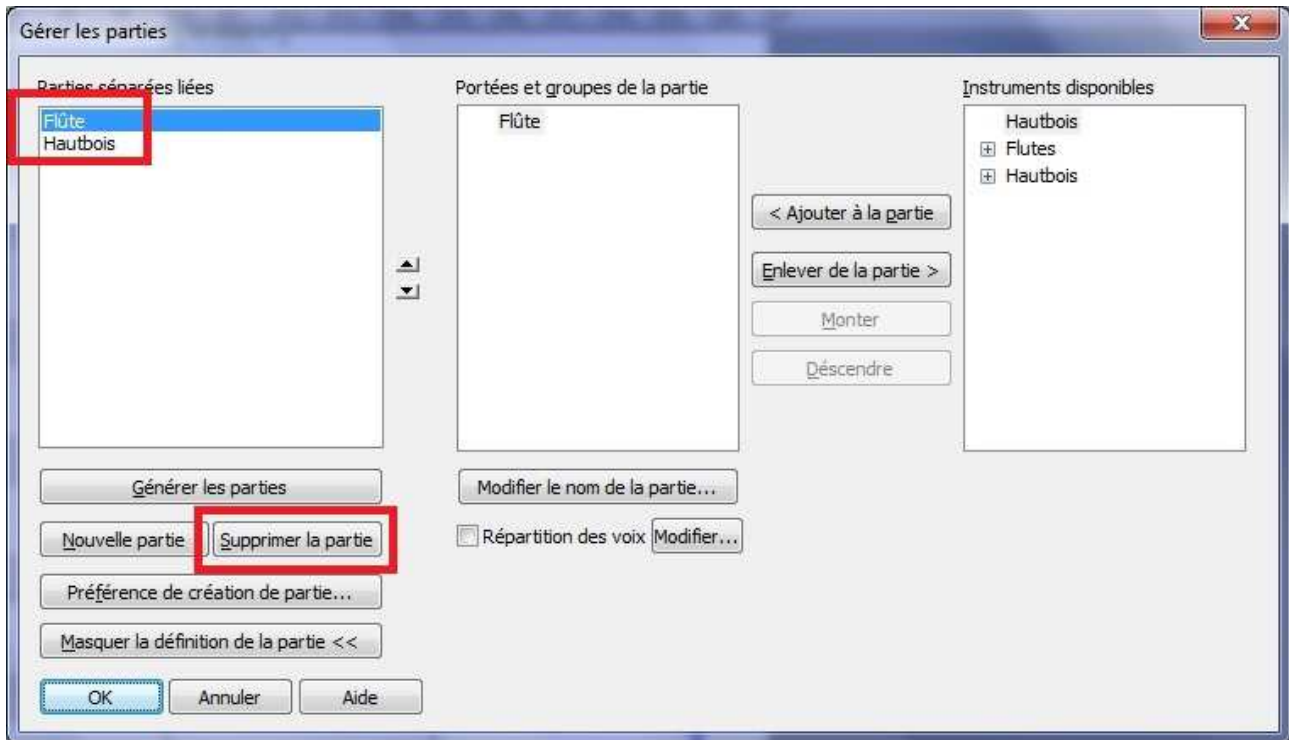 Gérer les parties
Parties séparées liées
Flûte
Hautbois
Portées et groupes de la partie
Flûte
Instruments disponibles
Hautbois
Flutes
Hautbois
< Ajouter à la partie
Enlever de la partie >
Monter
Déscendre
Générer les parties
Nouvelle partie
Supprimer la partie
Préférence de création de partie...
Masquer la définition de la partie <<
Modifier le nom de la partie...
Répartition des voix Modifier...
OK
Annuler
Aide